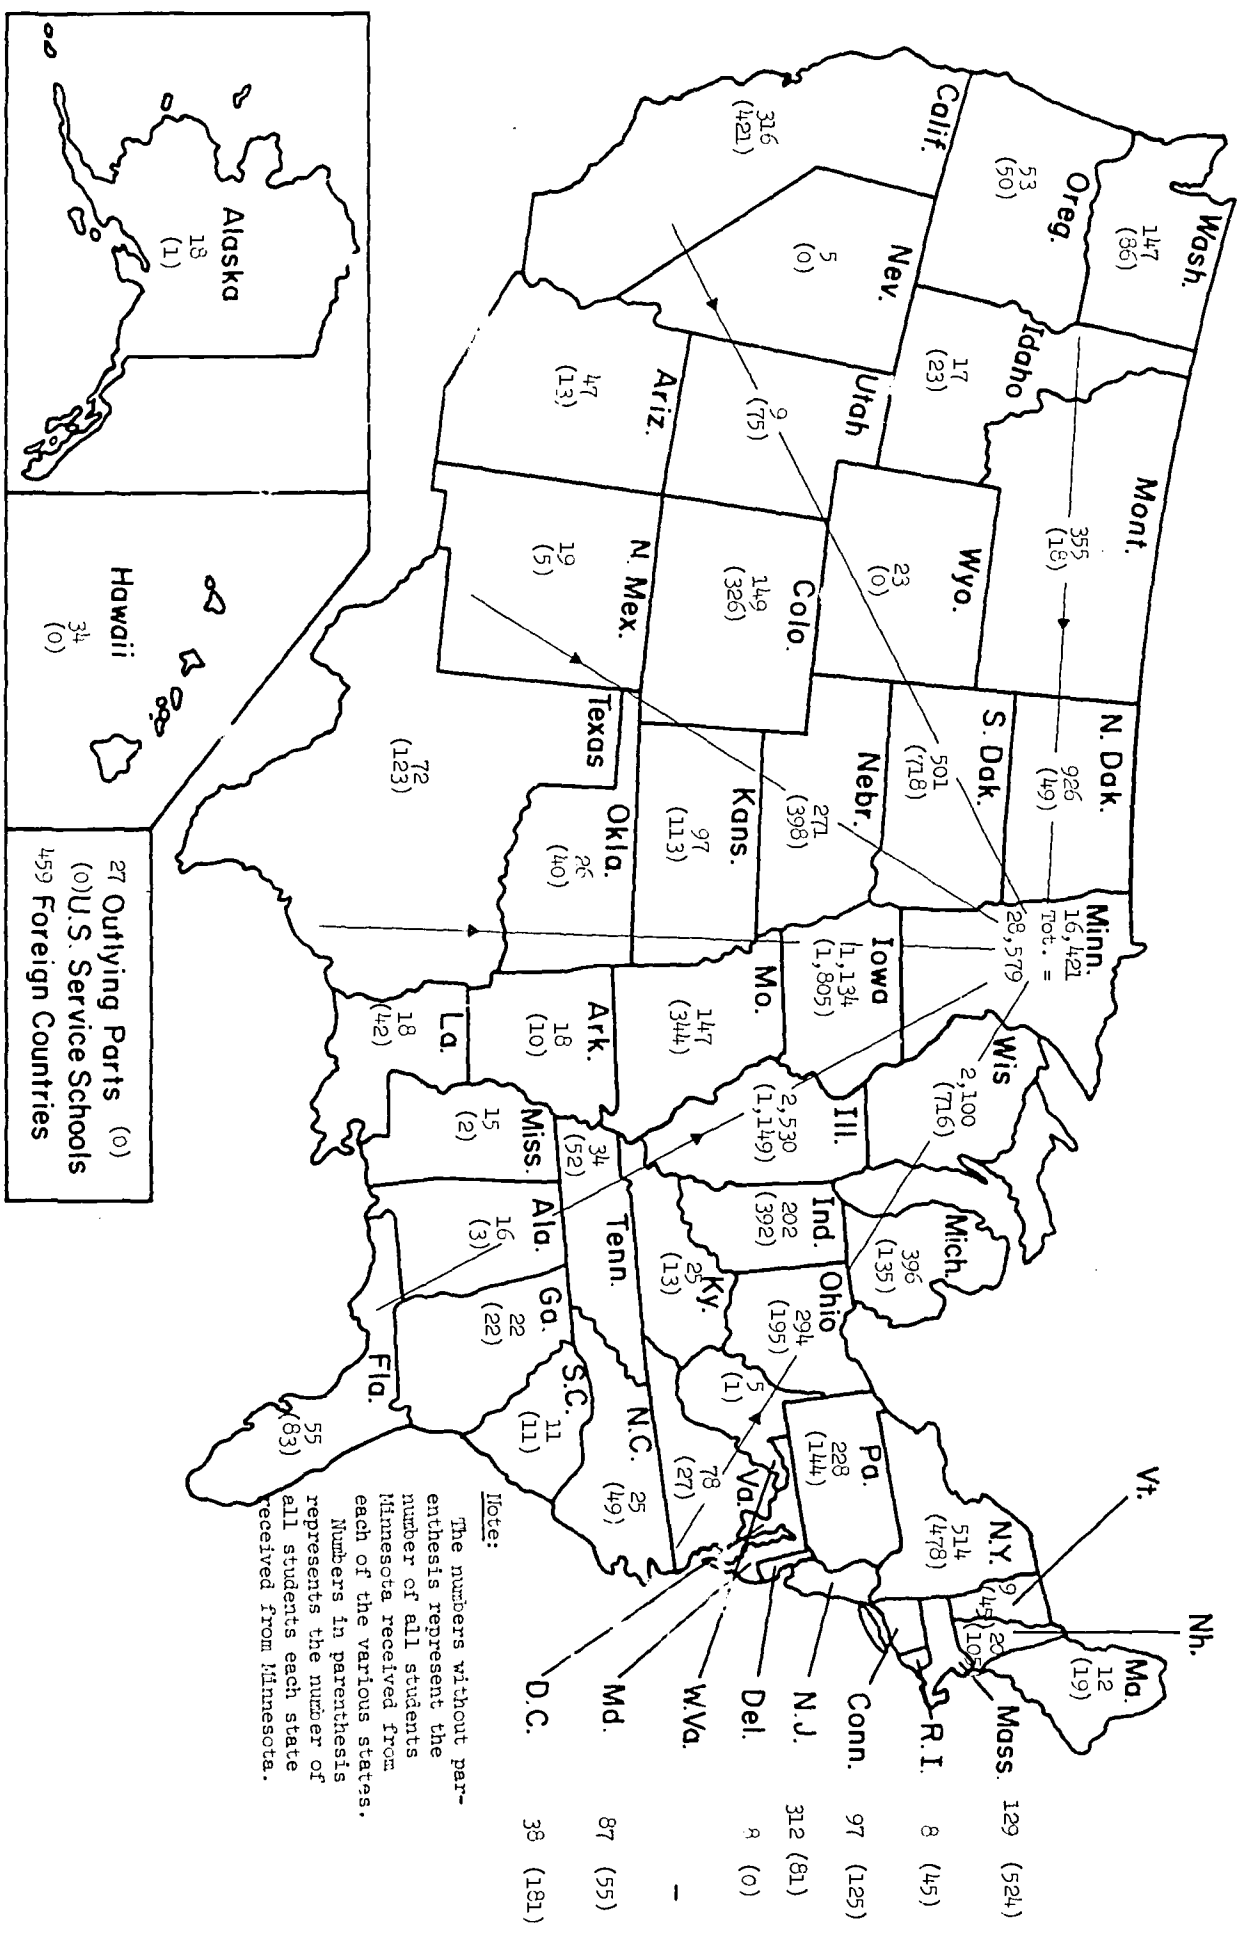 Wash.
147
(86)
Oreg.
53
(50)
Calif.
316
(421)
Nev.
5
(0)
Idaho
17
(23)
Mont.
355
(18)
Wyo.
23
(0)
Utah
9
(75)
Ariz.
47
(13)
Colo.
149
(326)
N. Mex.
19
(5)
N. Dak.
926
(49)
S. Dak.
501
(718)
Nebr.
271
(398)
Kans.
97
(113)
Okla.
26
(40)
Texas
72
(123)
Minn.
16,421
Tot. =
28,579
Iowa
1,134
(1,805)
Mo.
147
(344)
Ark.
18
(10)
La.
18
(42)
Wis
2,100
(716)
Ill.
2,530
(1,149)
Mich.
396
(135)
Ind.
202
(392)
Ohio
294
(195)
Ky.
25
(13)
Tenn.
34
(52)
Miss.
15
(2)
Ala.
16
(3)
Ga.
22
(22)
Fla.
55
(83)
S.C.
11
(11)
N.C.
25
(49)
Va.
78
(27)
5
(1)
Pa.
228
(144)
N.Y.
514
(478)
Vt.
9
(45)
Nh.
20
(105)
Ma.
12
(19)
Mass. 129 (524)
R.I. 8 (45)
Conn. 97 (125)
N.J. 312 (81)
Del. 8 (0)
W.Va. –
Md. 87 (55)
D.C. 38 (181)
Alaska
18
(1)
Hawaii
34
(0)
27 Outlying Parts (0)
(0)U.S. Service Schools
459 Foreign Countries
Note:
The numbers without par-
enthesis represent the
number of all students
Minnesota received from
each of the various states.
Numbers in parenthesis
represents the number of
all students each state
received from Minnesota.